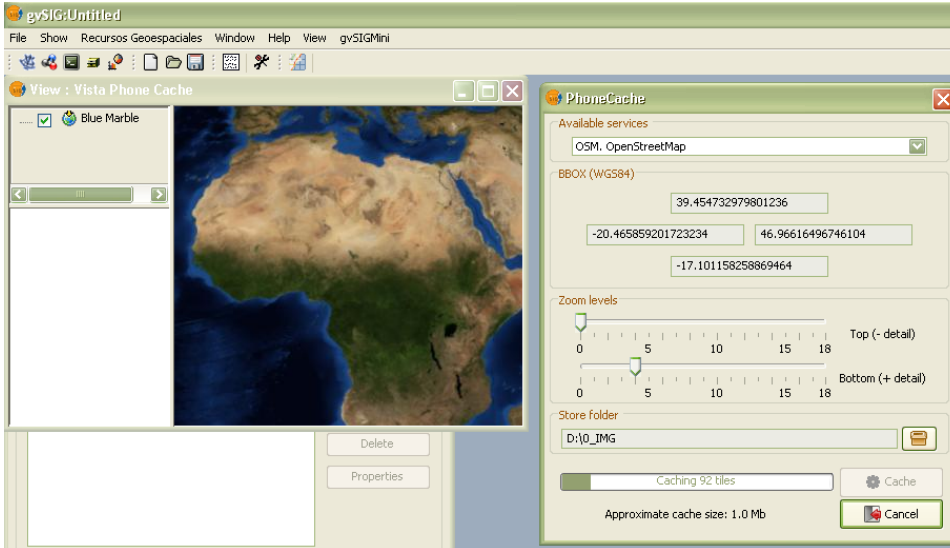 gvSIG:Untitled
File Show Recursos Geoespaciales Window Help View gvSIGMini
View : Vista Phone Cache
Blue Marble
Delete
Properties
PhoneCache
Available services
OSM. OpenStreetMap
BBOX (WGS84)
39.454732979801236
-20.465859201723234 46.96616496746104
-17.101158258869464
Zoom levels
Top (- detail)
0 5 10 15 18
Bottom (+ detail)
0 5 10 15 18
Store folder
D:\0_IMG
Caching 92 tiles Cache
Approximate cache size: 1.0 Mb Cancel